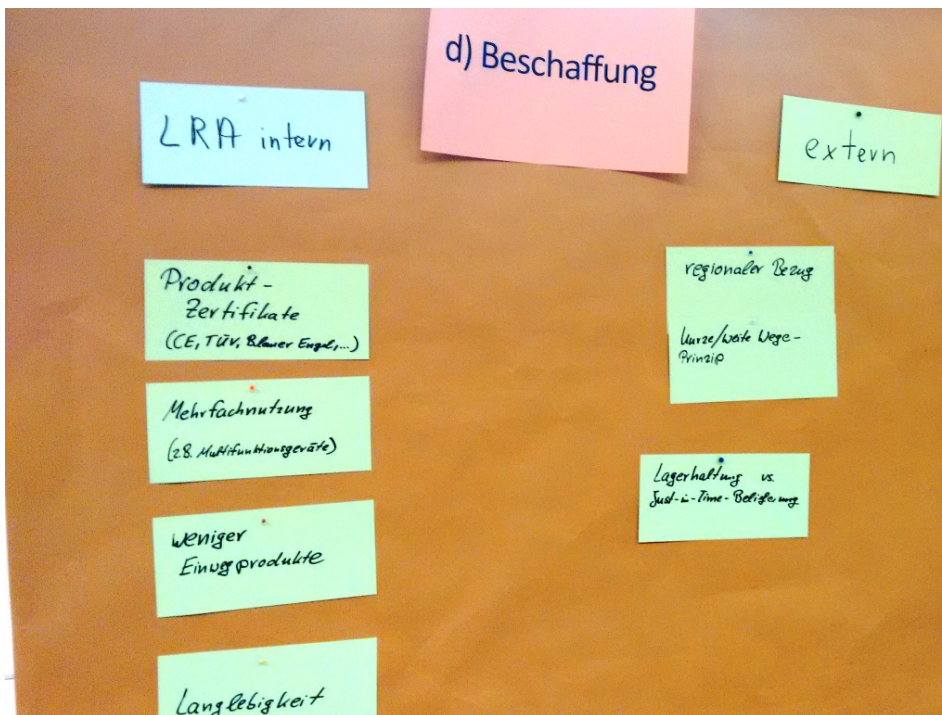 d) Beschaffung
LRA intern
Produkt-
Zertifikate
(CE, TÜV, Blauer Engel,...)
Mehrfachnutzung
(z.B. Multifunktionsgeräte)
weniger
Einwegprodukte
Langlebigkeit
extern
regionaler Bezug
Kurze/weite Wege-
Prinzip
Lagerhaltung vs.
Just-in-Time-Belieferung